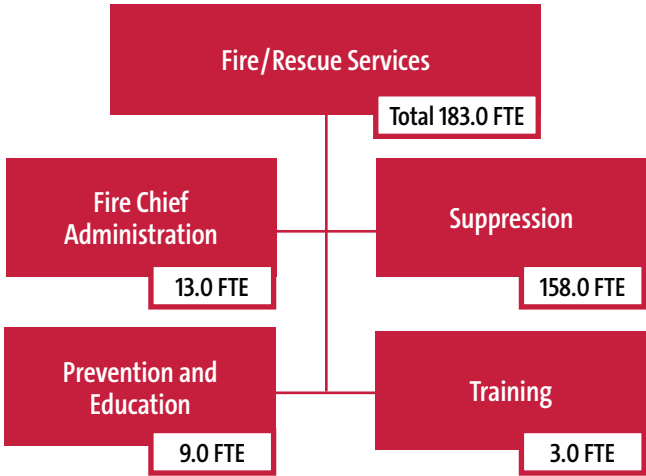 Fire/Rescue Services
Total 183.0 FTE
Fire Chief
Administration
13.0 FTE
Suppression
158.0 FTE
Prevention and
Education
9.0 FTE
Training
3.0 FTE